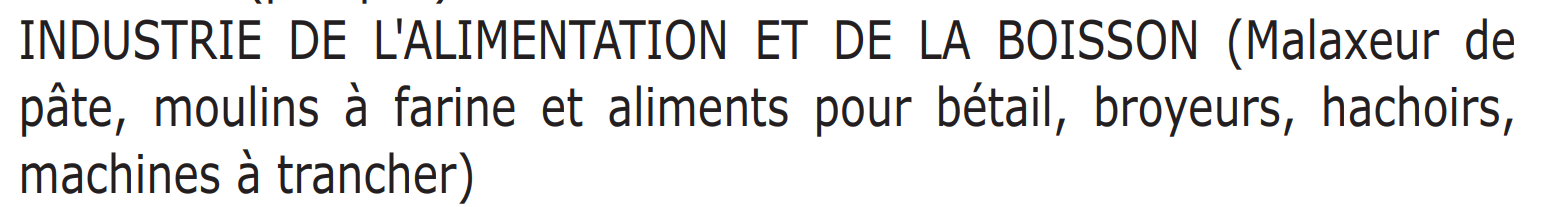 INDUSTRIE DE L'ALIMENTATION ET DE LA BOISSON (Malaxeur de
pâte, moulins à farine et aliments pour bétail, broyeurs, hachoirs,
machines à trancher)